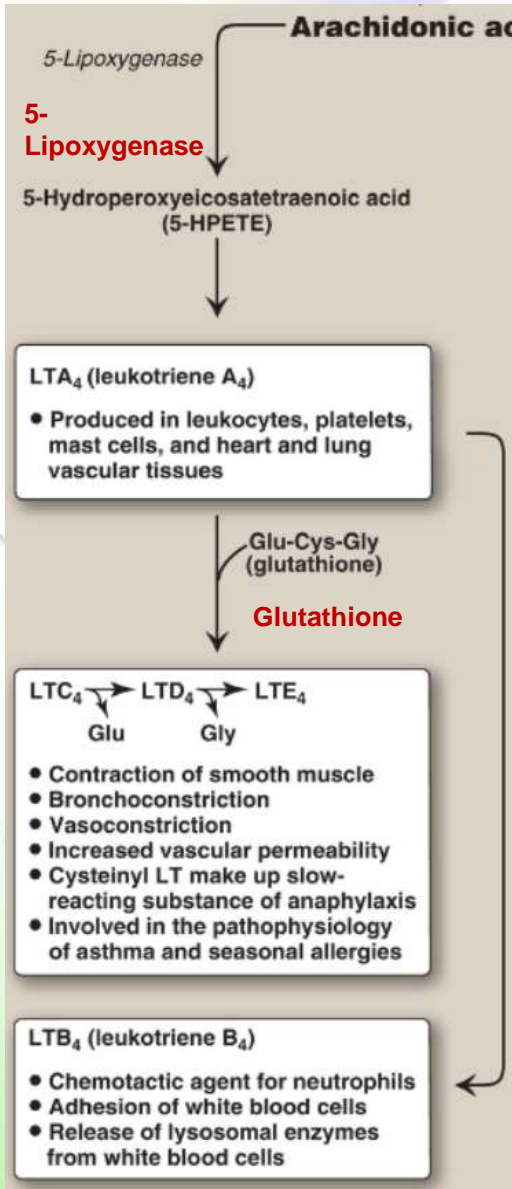 Arachidonic ac
5-Lipoxygenase
5-
Lipoxygenase
5-Hydroperoxyeicosatetraenoic acid
(5-HPETE)
LTA₄ (leukotriene A₄)
• Produced in leukocytes, platelets,
mast cells, and heart and lung
vascular tissues
Glu-Cys-Gly
(glutathione)
Glutathione
LTC₄ LTD₄ LTE₄
Glu Gly
• Contraction of smooth muscle
• Bronchoconstriction
• Vasoconstriction
• Increased vascular permeability
• Cysteinyl LT make up slow-
reacting substance of anaphylaxis
• Involved in the pathophysiology
of asthma and seasonal allergies
LTB₄ (leukotriene B₄)
• Chemotactic agent for neutrophils
• Adhesion of white blood cells
• Release of lysosomal enzymes
from white blood cells